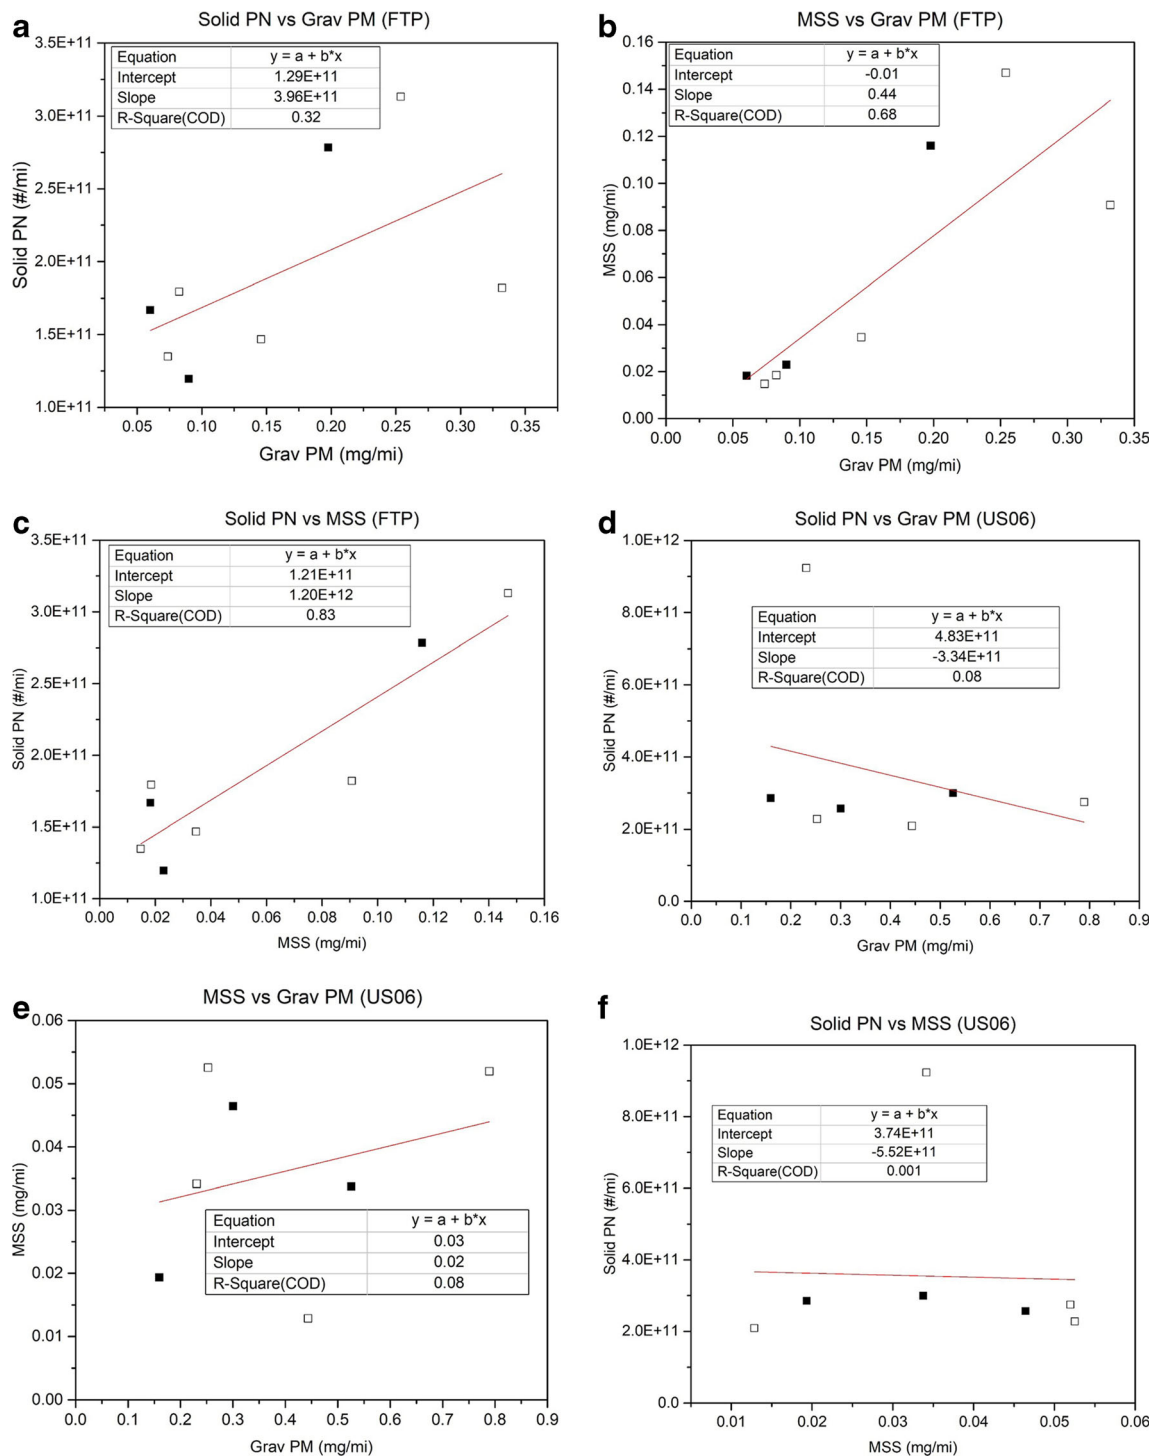 a
Solid PN vs Grav PM (FTP)
3.5E+11
3.0E+11
2.5E+11
2.0E+11
1.5E+11
1.0E+11
Solid PN (#/mi)
Equation y = a + b*x
Intercept 1.29E+11
Slope 3.96E+11
R-Square(COD) 0.32
0.05 0.10 0.15 0.20 0.25 0.30 0.35
Grav PM (mg/mi)
b
MSS vs Grav PM (FTP)
0.16
0.14
0.12
0.10
0.08
0.06
0.04
0.02
0.00
MSS (mg/mi)
Equation y = a + b*x
Intercept -0.01
Slope 0.44
R-Square(COD) 0.68
0.00 0.05 0.10 0.15 0.20 0.25 0.30 0.35
Grav PM (mg/mi)
c
Solid PN vs MSS (FTP)
3.5E+11
3.0E+11
2.5E+11
2.0E+11
1.5E+11
1.0E+11
Solid PN (#/mi)
Equation y = a + b*x
Intercept 1.21E+11
Slope 1.20E+12
R-Square(COD) 0.83
0.00 0.02 0.04 0.06 0.08 0.10 0.12 0.14 0.16
MSS (mg/mi)
d
Solid PN vs Grav PM (US06)
1.0E+12
8.0E+11
6.0E+11
4.0E+11
2.0E+11
0.0
Solid PN (#/mi)
Equation y = a + b*x
Intercept 4.83E+11
Slope -3.34E+11
R-Square(COD) 0.08
0.0 0.1 0.2 0.3 0.4 0.5 0.6 0.7 0.8 0.9
Grav PM (mg/mi)
e
MSS vs Grav PM (US06)
0.06
0.05
0.04
0.03
0.02
0.01
0.00
MSS (mg/mi)
Equation y = a + b*x
Intercept 0.03
Slope 0.02
R-Square(COD) 0.08
0.0 0.1 0.2 0.3 0.4 0.5 0.6 0.7 0.8 0.9
Grav PM (mg/mi)
f
Solid PN vs MSS (US06)
1.0E+12
8.0E+11
6.0E+11
4.0E+11
2.0E+11
0.0
Solid PN (#/mi)
Equation y = a + b*x
Intercept 3.74E+11
Slope -5.52E+11
R-Square(COD) 0.001
0.01 0.02 0.03 0.04 0.05 0.06
MSS (mg/mi)